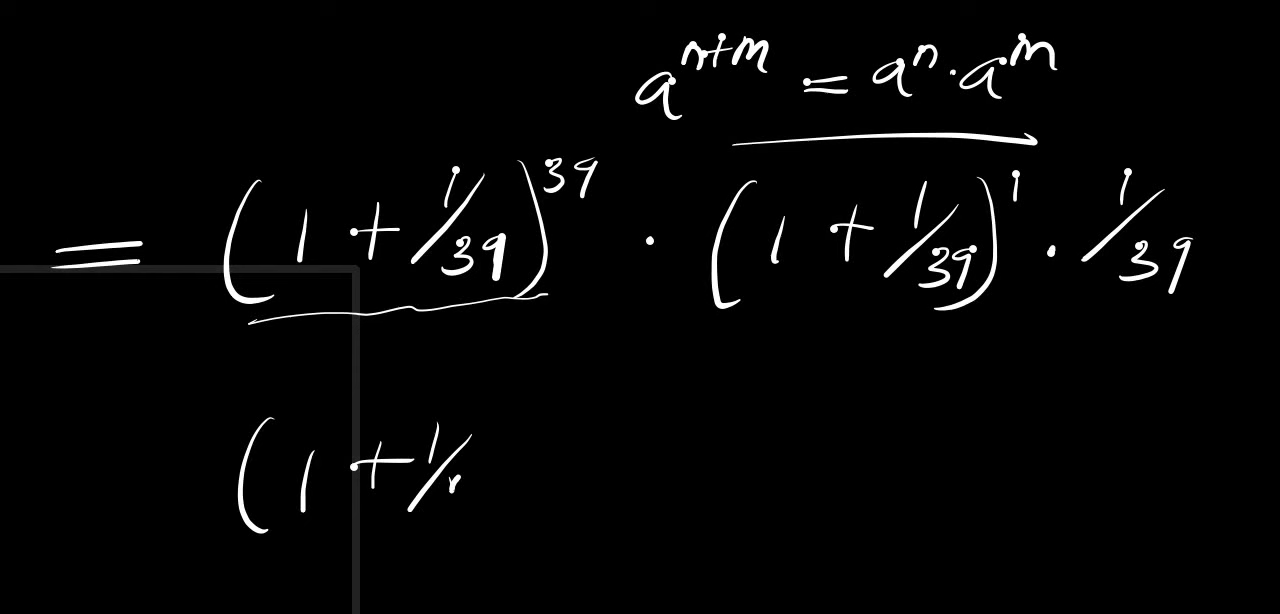 a^{n+m} = a^n · a^m
= (1 + 1/39)^{39} · (1 + 1/39)^1 · 1/39
(1 + 1/